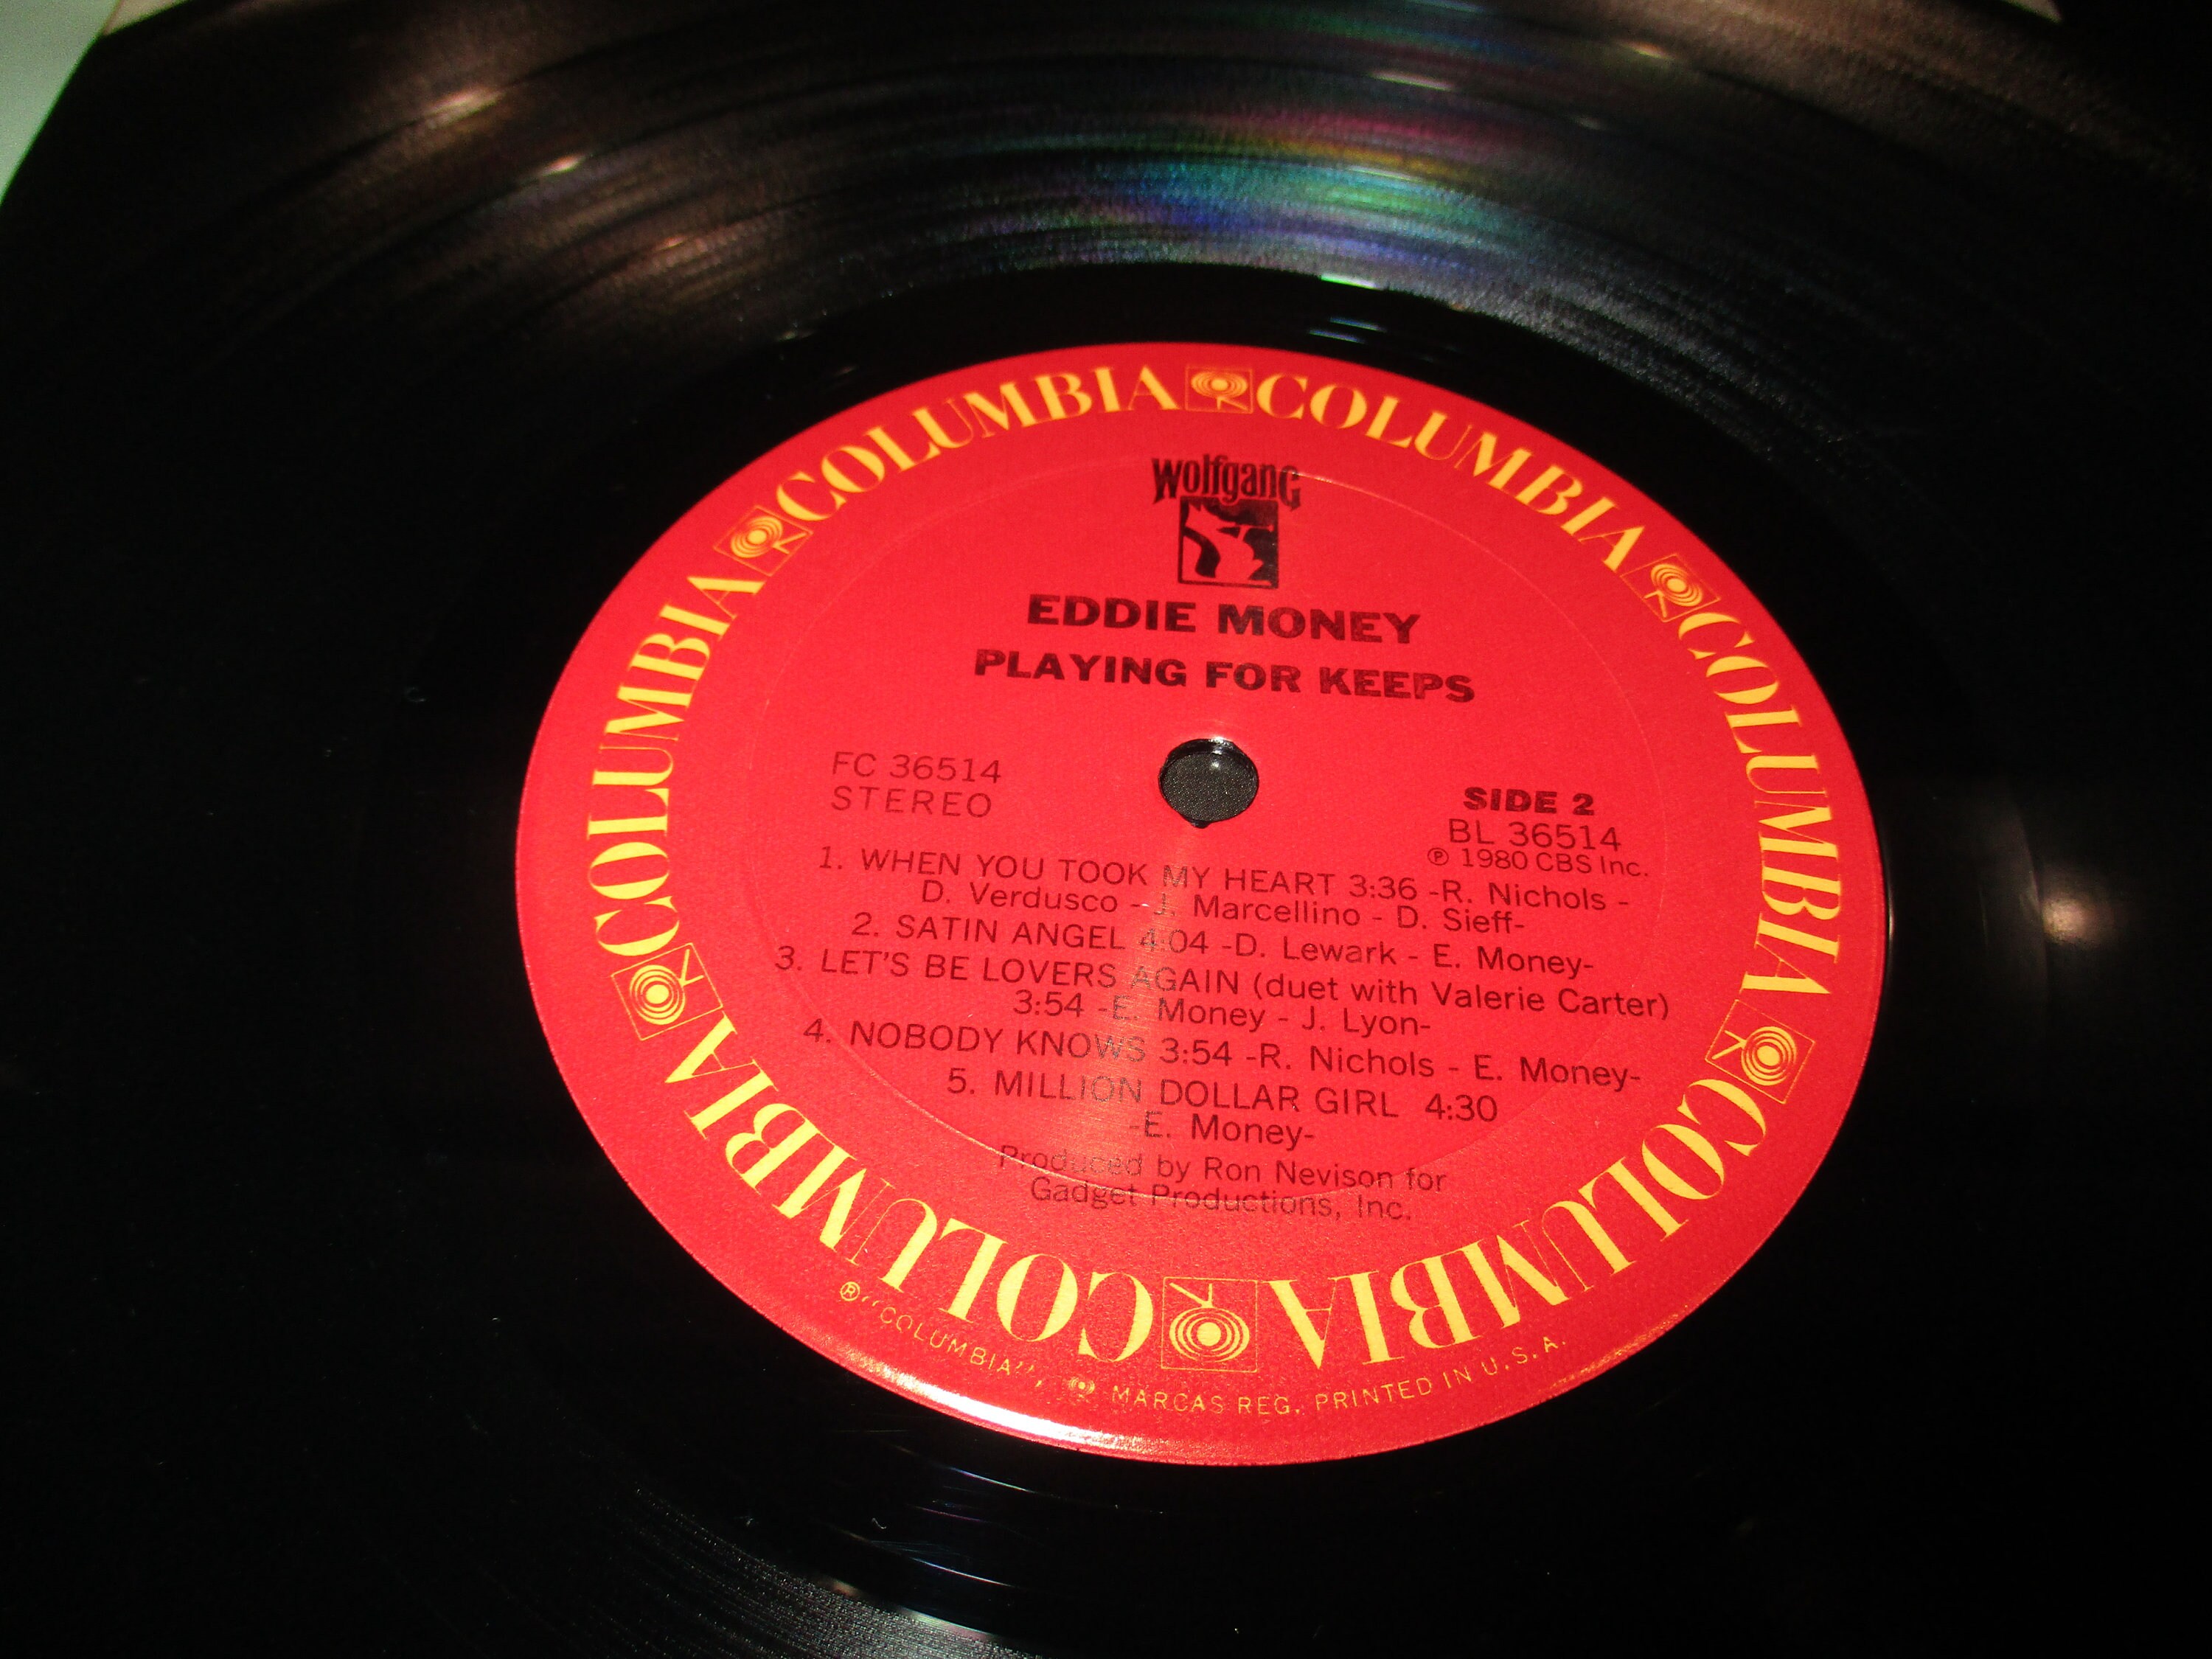 COLUMBIA COLUMBIA COLUMBIA COLUMBIA COLUMBIA COLUMBIA
Wolfgang
EDDIE MONEY
PLAYING FOR KEEPS
FC 36514
STEREO
SIDE 2
BL 36514
℗ 1980 CBS Inc.
1. WHEN YOU TOOK MY HEART 3:36 -R. Nichols -
D. Verdusco - J. Marcellino - D. Sieff-
2. SATIN ANGEL 4:04 -D. Lewark - E. Money-
3. LET'S BE LOVERS AGAIN (duet with Valerie Carter)
3:54 -E. Money - J. Lyon-
4. NOBODY KNOWS 3:54 -R. Nichols - E. Money-
5. MILLION DOLLAR GIRL 4:30
-E. Money-
Produced by Ron Nevison for
Gadget Productions, Inc.
® "COLUMBIA", MARCAS REG. PRINTED IN U.S.A.